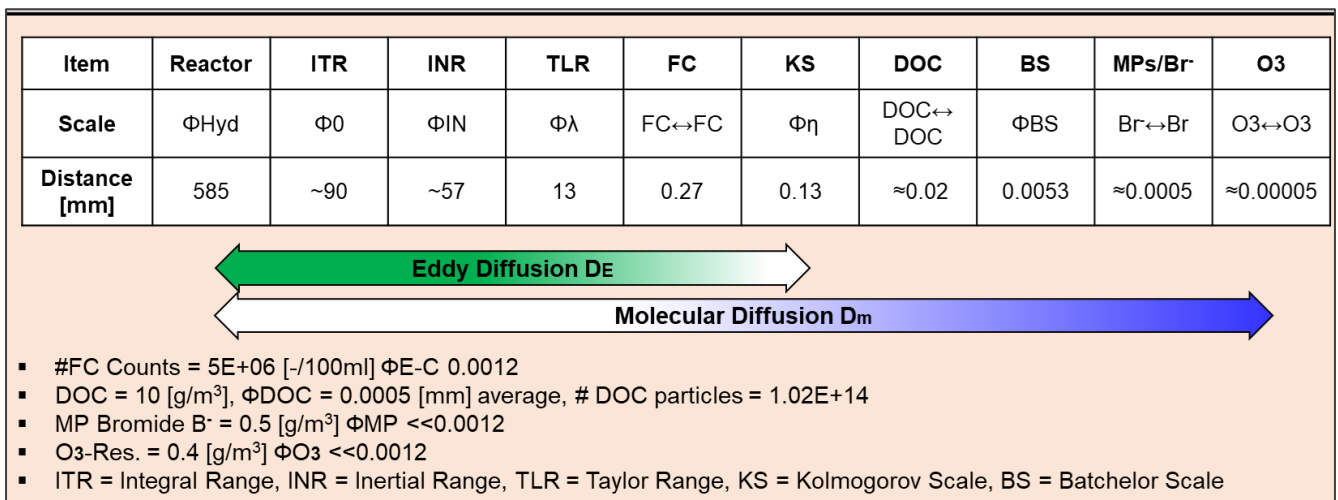 Item Reactor ITR INR TLR FC KS DOC BS MPs/Br- O3
Scale ΦHyd Φ0 ΦIN Φλ FC↔FC Φη DOC↔ DOC ΦBS Br-↔Br O3↔O3
Distance [mm] 585 ~90 ~57 13 0.27 0.13 ≈0.02 0.0053 ≈0.0005 ≈0.00005
Eddy Diffusion DE
Molecular Diffusion Dm
▪ #FC Counts = 5E+06 [-/100ml] ΦE-C 0.0012
▪ DOC = 10 [g/m³], ΦDOC = 0.0005 [mm] average, # DOC particles = 1.02E+14
▪ MP Bromide B- = 0.5 [g/m³] ΦMP <<0.0012
▪ O3-Res. = 0.4 [g/m³] ΦO3 <<0.0012
▪ ITR = Integral Range, INR = Inertial Range, TLR = Taylor Range, KS = Kolmogorov Scale, BS = Batchelor Scale